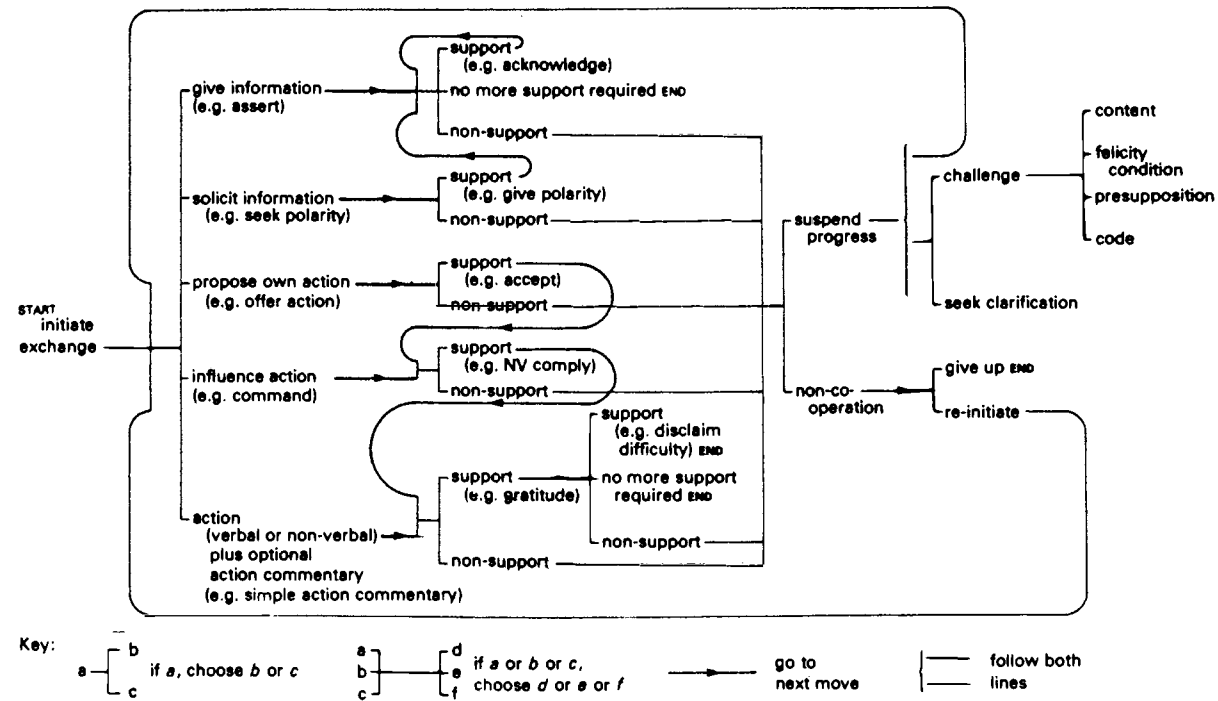 START
initiate
exchange
give information
(e.g. assert)
support
(e.g. acknowledge)
no more support required END
non-support
solicit information
(e.g. seek polarity)
support
(e.g. give polarity)
non-support
propose own action
(e.g. offer action)
support
(e.g. accept)
non-support
influence action
(e.g. command)
support
(e.g. NV comply)
non-support
action
(verbal or non-verbal)
plus optional
action commentary
(e.g. simple action commentary)
support
(e.g. gratitude)
non-support
support
(e.g. disclaim
difficulty) END
no more support
required END
non-support
suspend
progress
challenge
content
felicity
condition
presupposition
code
seek clarification
non-co-
operation
give up END
re-initiate
Key:
a
b
c
if a, choose b or c
a
b
c
d
e
f
if a or b or c,
choose d or e or f
go to
next move
follow both
lines